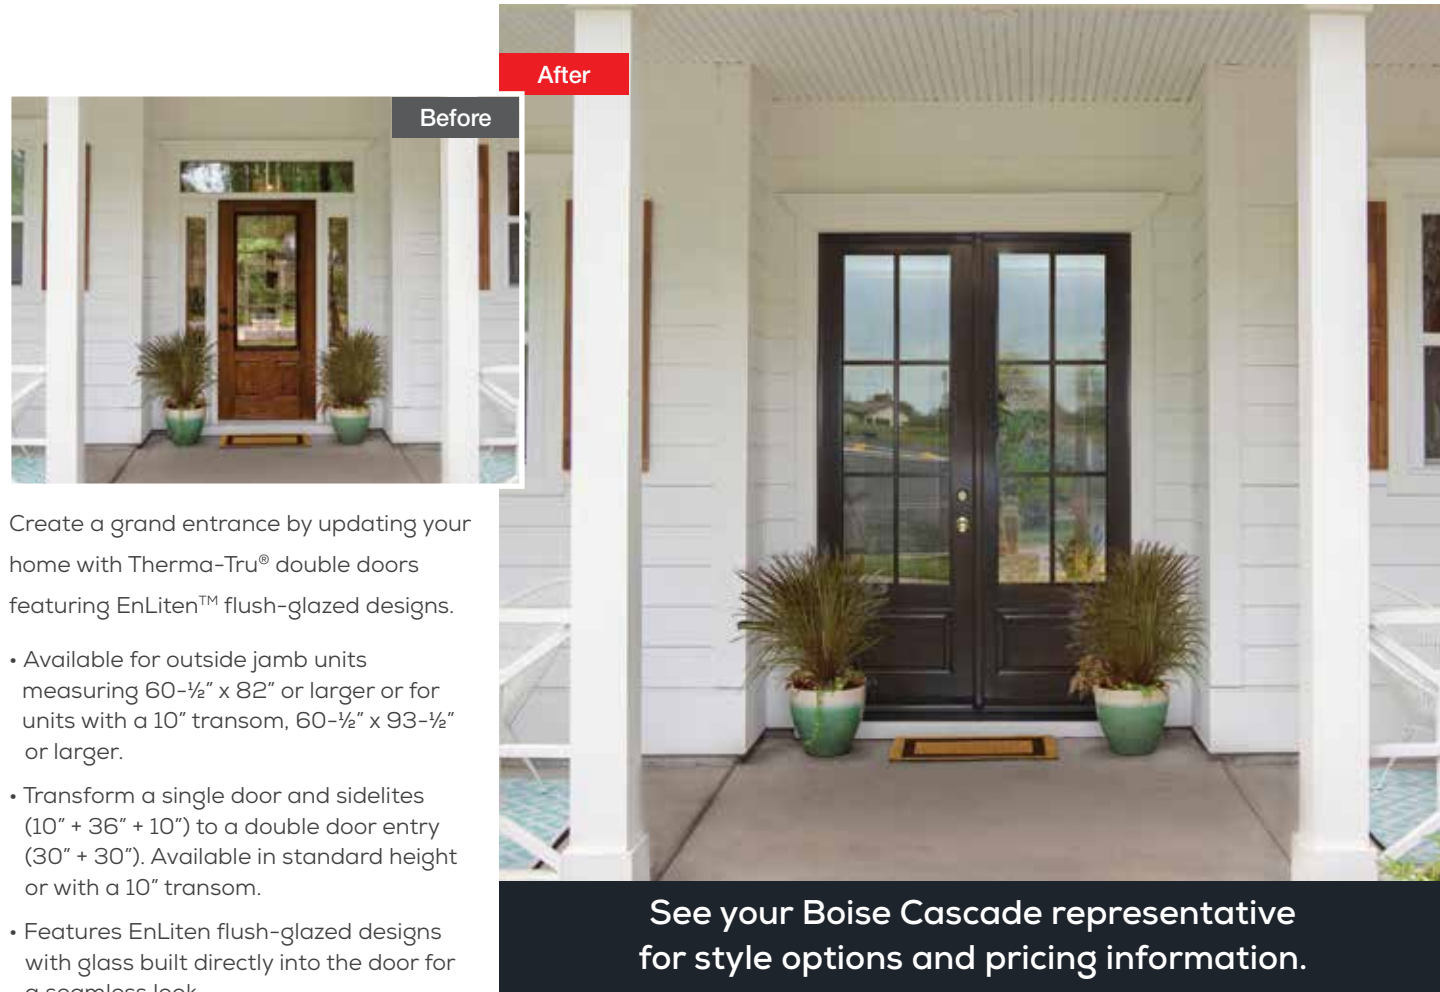 After
Before
Create a grand entrance by updating your
home with Therma-Tru® double doors
featuring EnLiten™ flush-glazed designs.
• Available for outside jamb units
measuring 60-½” x 82” or larger or for
units with a 10” transom, 60-½” x 93-½”
or larger.
• Transform a single door and sidelites
(10” + 36” + 10”) to a double door entry
(30” + 30”). Available in standard height
or with a 10” transom.
• Features EnLiten flush-glazed designs
with glass built directly into the door for
a seamless look
See your Boise Cascade representative
for style options and pricing information.